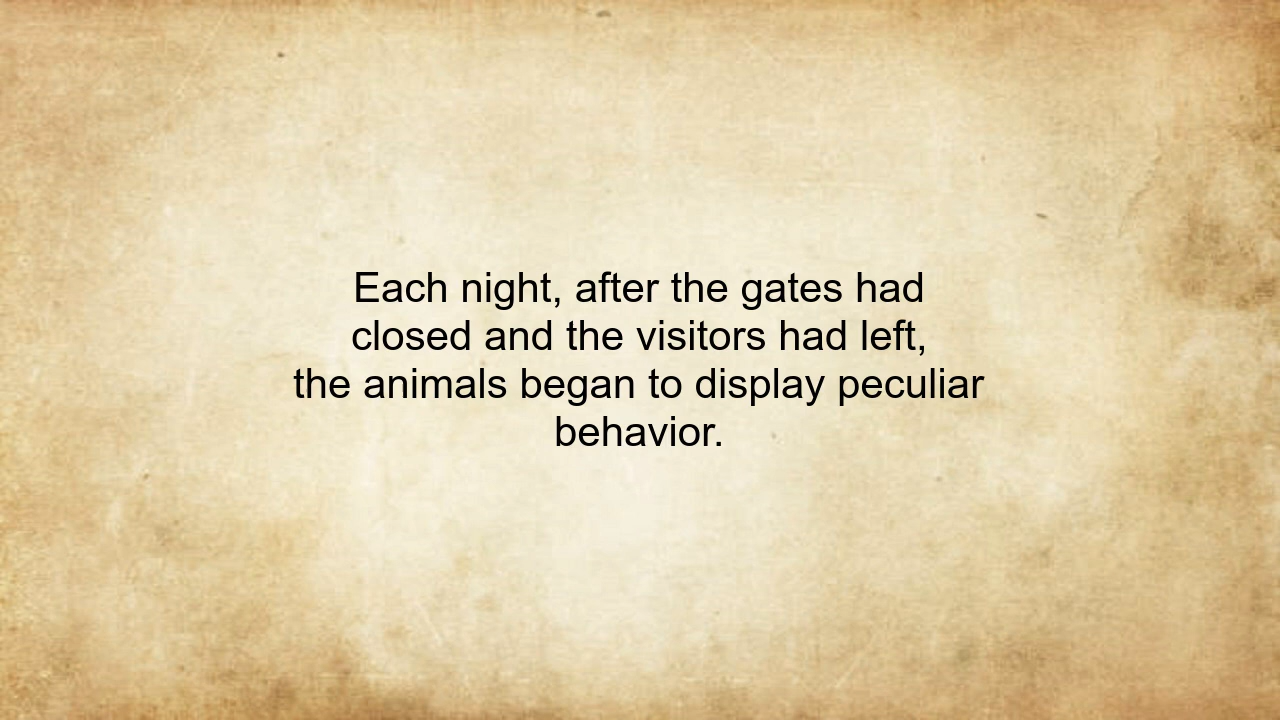 Each night, after the gates had
closed and the visitors had left,
the animals began to display peculiar
behavior.